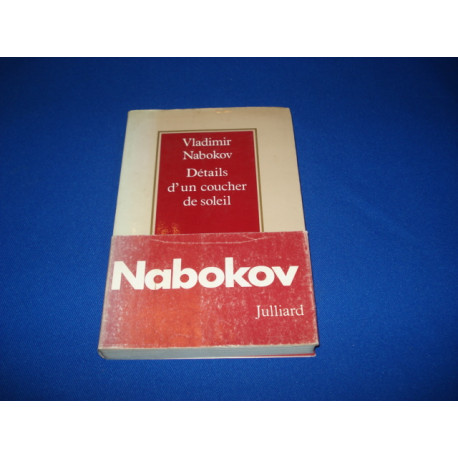 Vladimir
Nabokov
Détails
d'un coucher
de soleil
Nabokov
Julliard